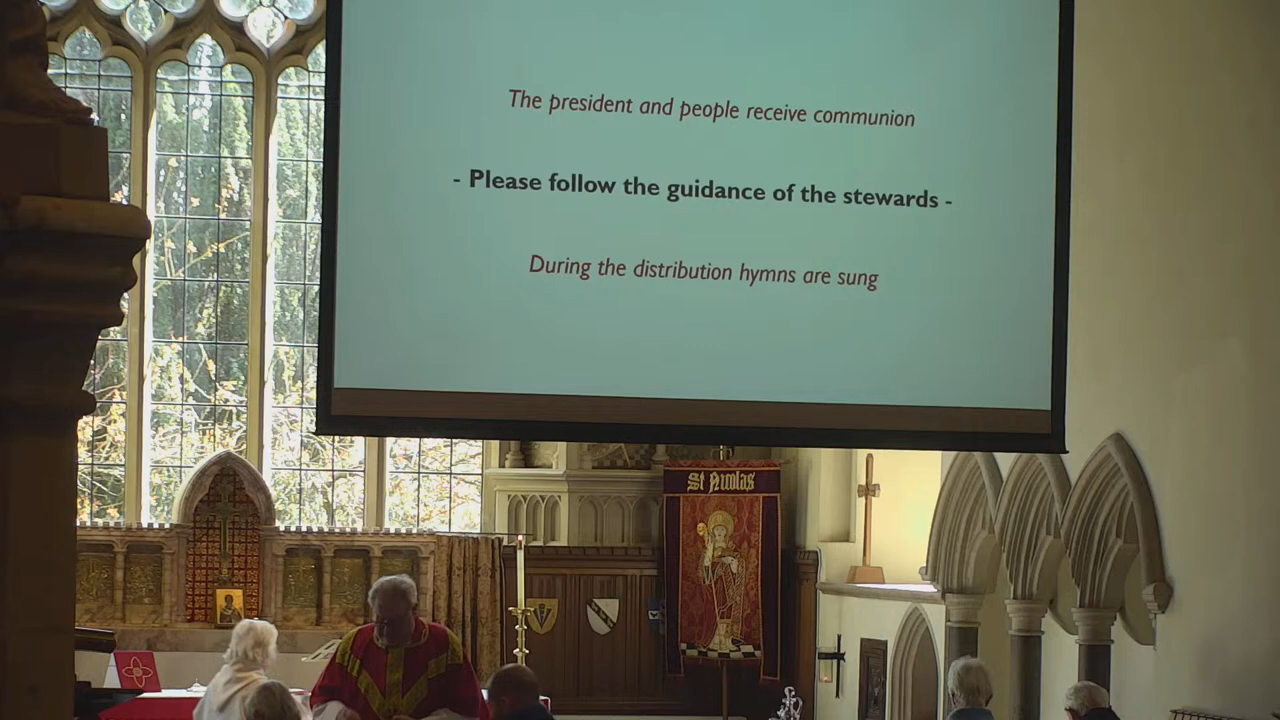 The president and people receive communion
- Please follow the guidance of the stewards -
During the distribution hymns are sung
St Nicolas